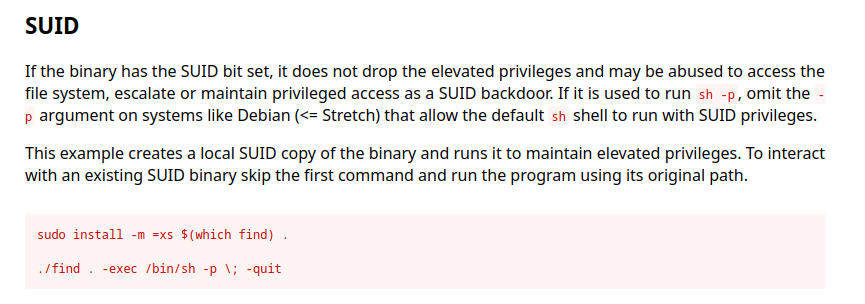 SUID
If the binary has the SUID bit set, it does not drop the elevated privileges and may be abused to access the
file system, escalate or maintain privileged access as a SUID backdoor. If it is used to run sh -p, omit the -
p argument on systems like Debian (<= Stretch) that allow the default sh shell to run with SUID privileges.
This example creates a local SUID copy of the binary and runs it to maintain elevated privileges. To interact
with an existing SUID binary skip the first command and run the program using its original path.
sudo install -m =xs $(which find) .
./find . -exec /bin/sh -p \; -quit